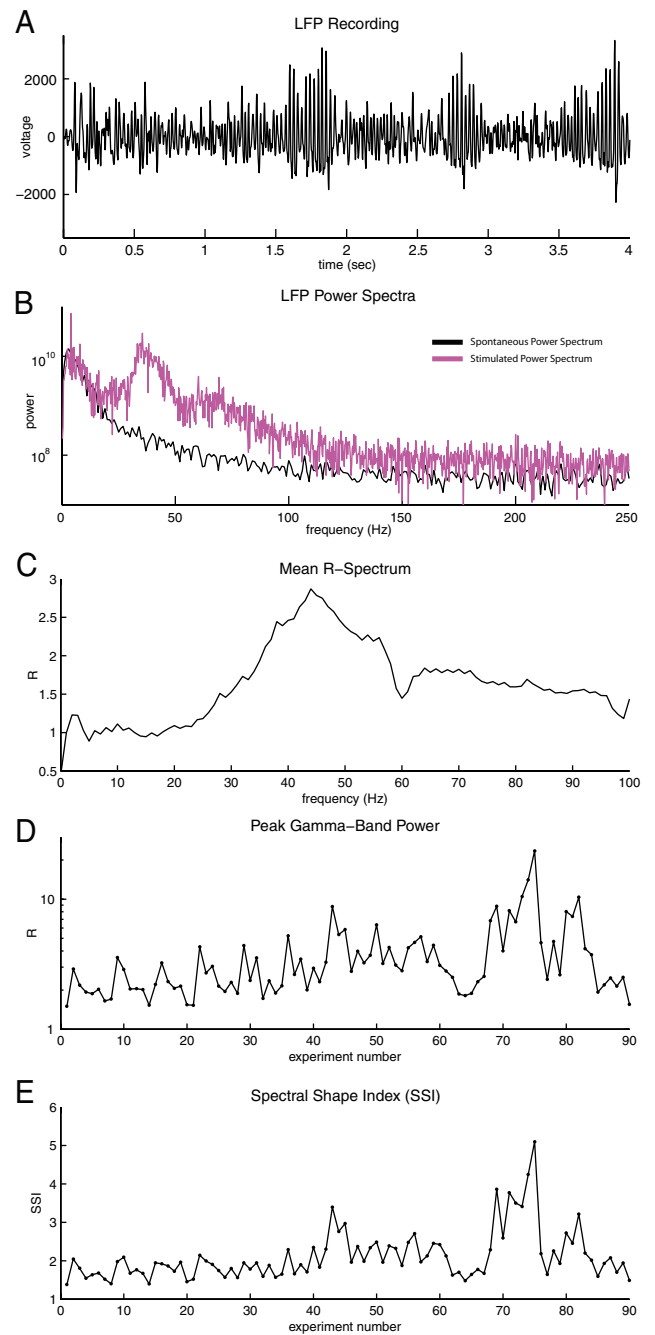 A
LFP Recording
voltage
2000
0
−2000
0 0.5 1 1.5 2 2.5 3 3.5 4
time (sec)
B
LFP Power Spectra
power
10^10
10^8
Spontaneous Power Spectrum
Stimulated Power Spectrum
0 50 100 150 200 250
frequency (Hz)
C
Mean R−Spectrum
R
3
2.5
2
1.5
1
0.5
0 10 20 30 40 50 60 70 80 90 100
frequency (Hz)
D
Peak Gamma−Band Power
R
10
1
0 10 20 30 40 50 60 70 80 90
experiment number
E
Spectral Shape Index (SSI)
SSI
6
5
4
3
2
1
0 10 20 30 40 50 60 70 80 90
experiment number